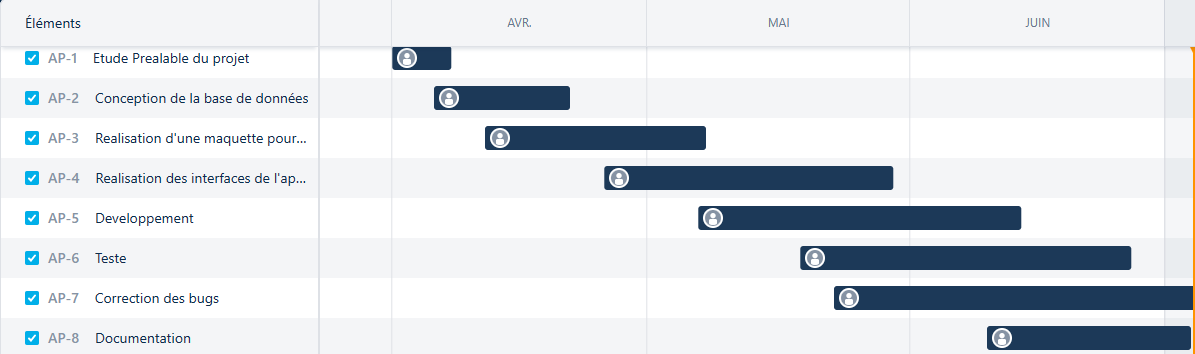 Éléments AVR. MAI JUIN
AP-1 Etude Prealable du projet
AP-2 Conception de la base de données
AP-3 Realisation d'une maquette pour...
AP-4 Realisation des interfaces de l'ap...
AP-5 Developpement
AP-6 Teste
AP-7 Correction des bugs
AP-8 Documentation